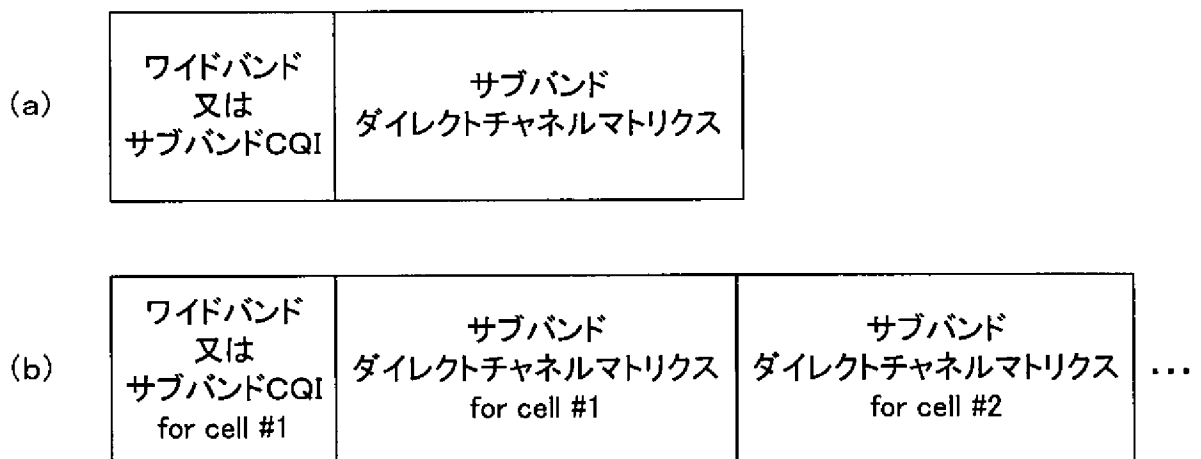 (a)
ワイドバンド
又は
サブバンドCQI
サブバンド
ダイレクトチャネルマトリクス
(b)
ワイドバンド
又は
サブバンドCQI
for cell #1
サブバンド
ダイレクトチャネルマトリクス
for cell #1
サブバンド
ダイレクトチャネルマトリクス
for cell #2
...